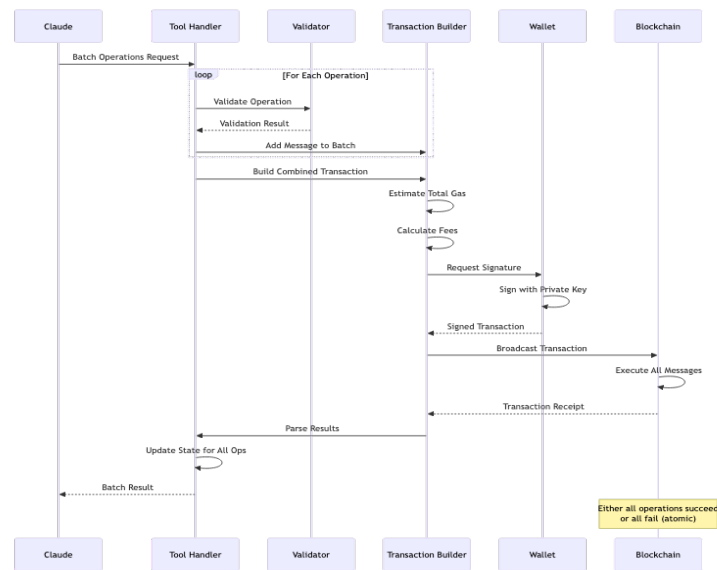 Claude
Tool Handler
Validator
Transaction Builder
Wallet
Blockchain
Batch Operations Request
loop
[For Each Operation]
Validate Operation
Validation Result
Add Message to Batch
Build Combined Transaction
Estimate Total Gas
Calculate Fees
Request Signature
Sign with Private Key
Signed Transaction
Broadcast Transaction
Execute All Messages
Transaction Receipt
Parse Results
Update State for All Ops
Batch Result
Either all operations succeed
or all fail (atomic)
Claude
Tool Handler
Validator
Transaction Builder
Wallet
Blockchain